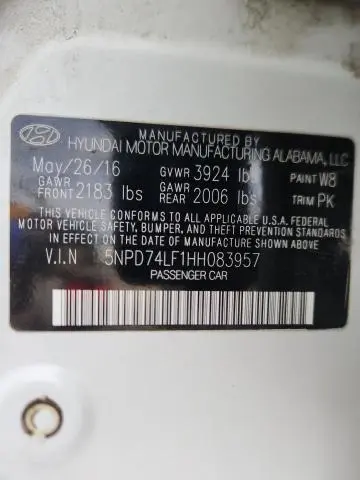 MANUFACTURED BY
HYUNDAI MOTOR MANUFACTURING ALABAMA, LLC
May/26/16 GVWR 3924 lbs PAINT W8
GAWR FRONT 2183 lbs GAWR REAR 2006 lbs TRIM PK
THIS VEHICLE CONFORMS TO ALL APPLICABLE U.S.A. FEDERAL
MOTOR VEHICLE SAFETY, BUMPER, AND THEFT PREVENTION STANDARDS
IN EFFECT ON THE DATE OF MANUFACTURE SHOWN ABOVE.
V.I.N 5NPD74LF1HH083957
PASSENGER CAR